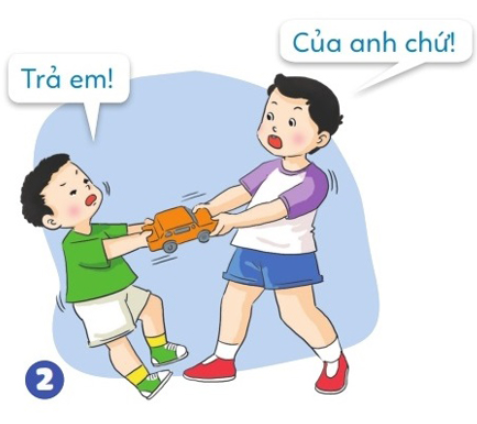 Của anh chứ!
Trả em!
2